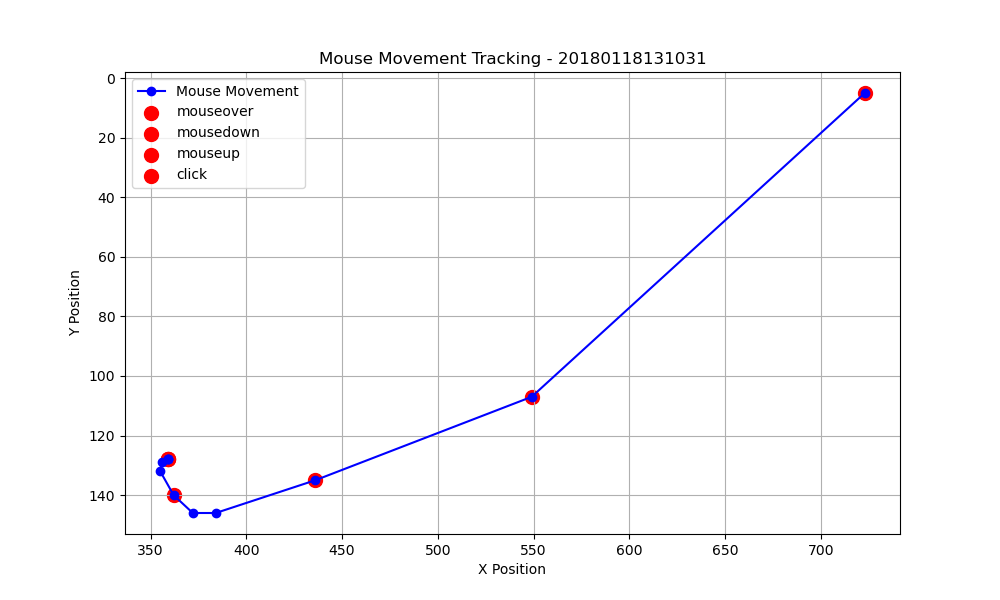 Mouse Movement Tracking - 20180118131031
Mouse Movement
mouseover
mousedown
mouseup
click
0
20
40
60
80
100
120
140
Y Position
350 400 450 500 550 600 650 700
X Position